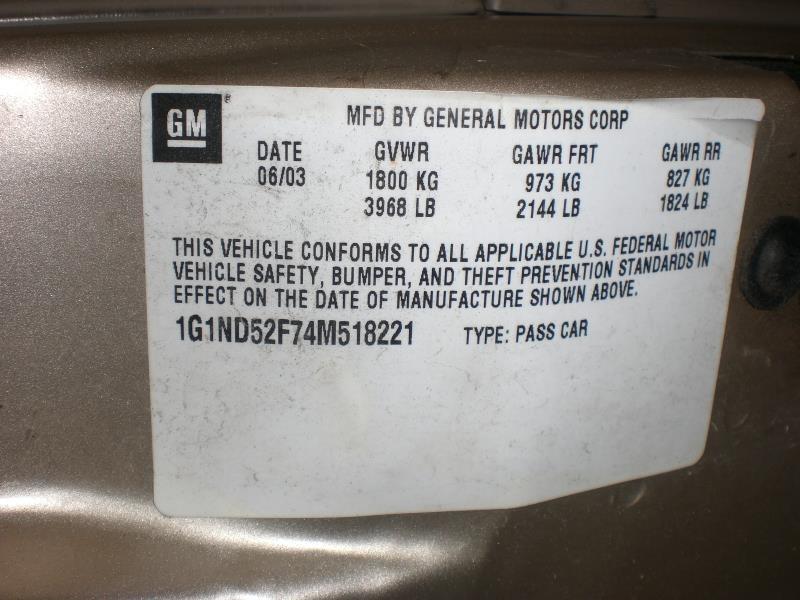 GM® MFD BY GENERAL MOTORS CORP
DATE GVWR GAWR FRT GAWR RR
06/03 1800 KG 973 KG 827 KG
3968 LB 2144 LB 1824 LB
THIS VEHICLE CONFORMS TO ALL APPLICABLE U.S. FEDERAL MOTOR
VEHICLE SAFETY, BUMPER, AND THEFT PREVENTION STANDARDS IN
EFFECT ON THE DATE OF MANUFACTURE SHOWN ABOVE.
1G1ND52F74M518221 TYPE: PASS CAR